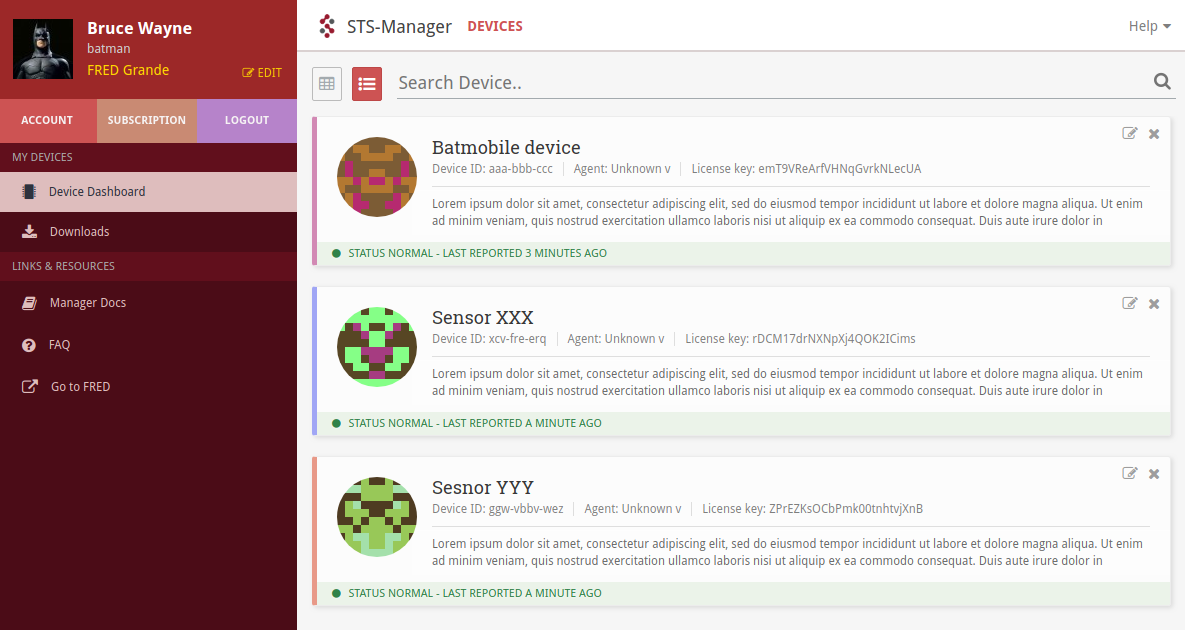 Bruce Wayne
batman
FRED Grande
EDIT
ACCOUNT
SUBSCRIPTION
LOGOUT
MY DEVICES
Device Dashboard
Downloads
LINKS & RESOURCES
Manager Docs
FAQ
Go to FRED
STS-Manager DEVICES
Help
Search Device..
Batmobile device
Device ID: aaa-bbb-ccc Agent: Unknown v License key: emT9VReArfVHNqGvrkNLecUA
Lorem ipsum dolor sit amet, consectetur adipiscing elit, sed do eiusmod tempor incididunt ut labore et dolore magna aliqua. Ut enim
ad minim veniam, quis nostrud exercitation ullamco laboris nisi ut aliquip ex ea commodo consequat. Duis aute irure dolor in
STATUS NORMAL - LAST REPORTED 3 MINUTES AGO
Sensor XXX
Device ID: xcv-fre-erq Agent: Unknown v License key: rDCM17drNXNpXj4QOK2ICims
Lorem ipsum dolor sit amet, consectetur adipiscing elit, sed do eiusmod tempor incididunt ut labore et dolore magna aliqua. Ut enim
ad minim veniam, quis nostrud exercitation ullamco laboris nisi ut aliquip ex ea commodo consequat. Duis aute irure dolor in
STATUS NORMAL - LAST REPORTED A MINUTE AGO
Sesnor YYY
Device ID: ggw-vbbv-wez Agent: Unknown v License key: ZPrEZKsOCbPmk00tnhtvjXnB
Lorem ipsum dolor sit amet, consectetur adipiscing elit, sed do eiusmod tempor incididunt ut labore et dolore magna aliqua. Ut enim
ad minim veniam, quis nostrud exercitation ullamco laboris nisi ut aliquip ex ea commodo consequat. Duis aute irure dolor in
STATUS NORMAL - LAST REPORTED A MINUTE AGO